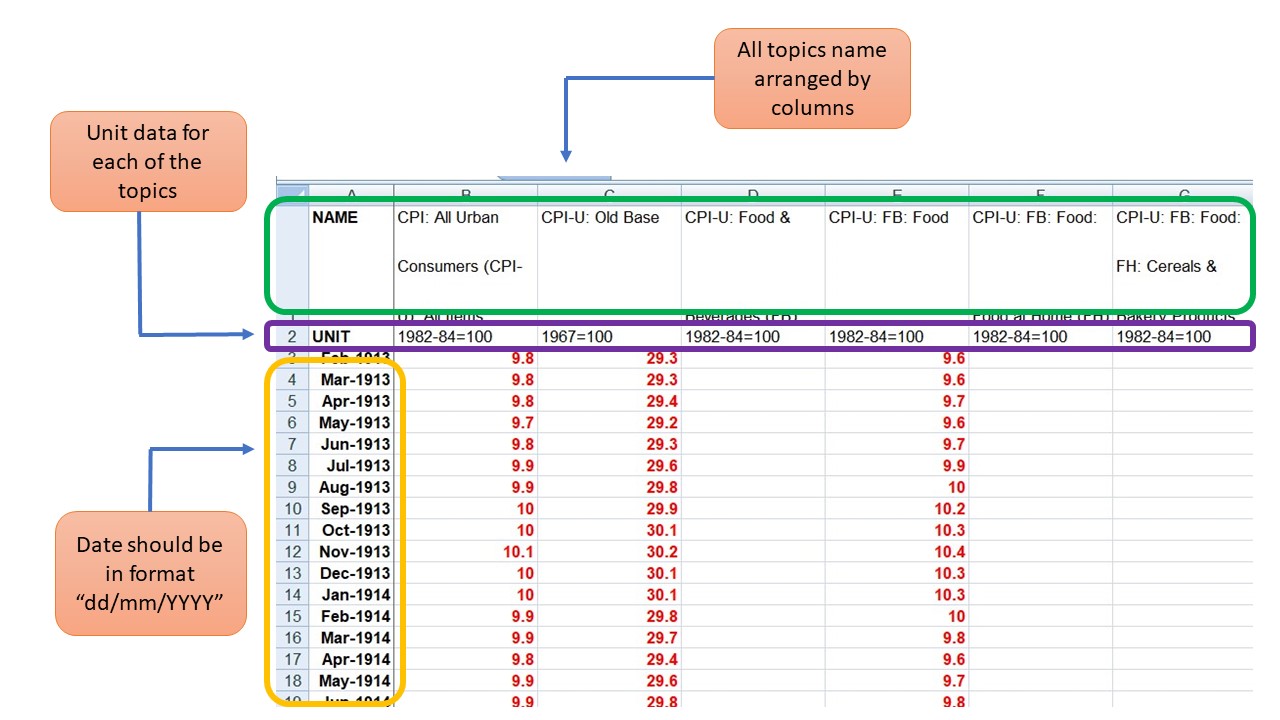 All topics name
arranged by
columns
Unit data for
each of the
topics
Date should be
in format
“dd/mm/YYYY”
A B C D E F G
NAME CPI: All Urban CPI-U: Old Base CPI-U: Food & CPI-U: FB: Food CPI-U: FB: Food: CPI-U: FB: Food:
Consumers (CPI- FH: Cereals &
1 U): All Items Beverages (FB) Food at Home (FH) Bakery Products
2 UNIT 1982-84=100 1967=100 1982-84=100 1982-84=100 1982-84=100 1982-84=100
3 Feb-1913 9.8 29.3 9.6
4 Mar-1913 9.8 29.3 9.6
5 Apr-1913 9.8 29.4 9.7
6 May-1913 9.7 29.2 9.6
7 Jun-1913 9.8 29.3 9.7
8 Jul-1913 9.9 29.6 9.9
9 Aug-1913 9.9 29.8 10
10 Sep-1913 10 29.9 10.2
11 Oct-1913 10 30.1 10.3
12 Nov-1913 10.1 30.2 10.4
13 Dec-1913 10 30.1 10.3
14 Jan-1914 10 30.1 10.3
15 Feb-1914 9.9 29.8 10
16 Mar-1914 9.9 29.7 9.8
17 Apr-1914 9.8 29.4 9.6
18 May-1914 9.9 29.6 9.7
19 Jun-1914 9.9 29.8 9.8